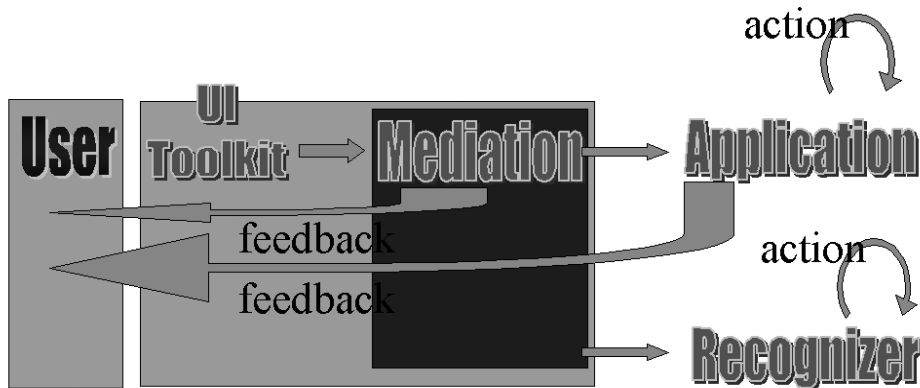 action
User
UI
Toolkit
Mediation
Application
feedback
action
feedback
Recognizer